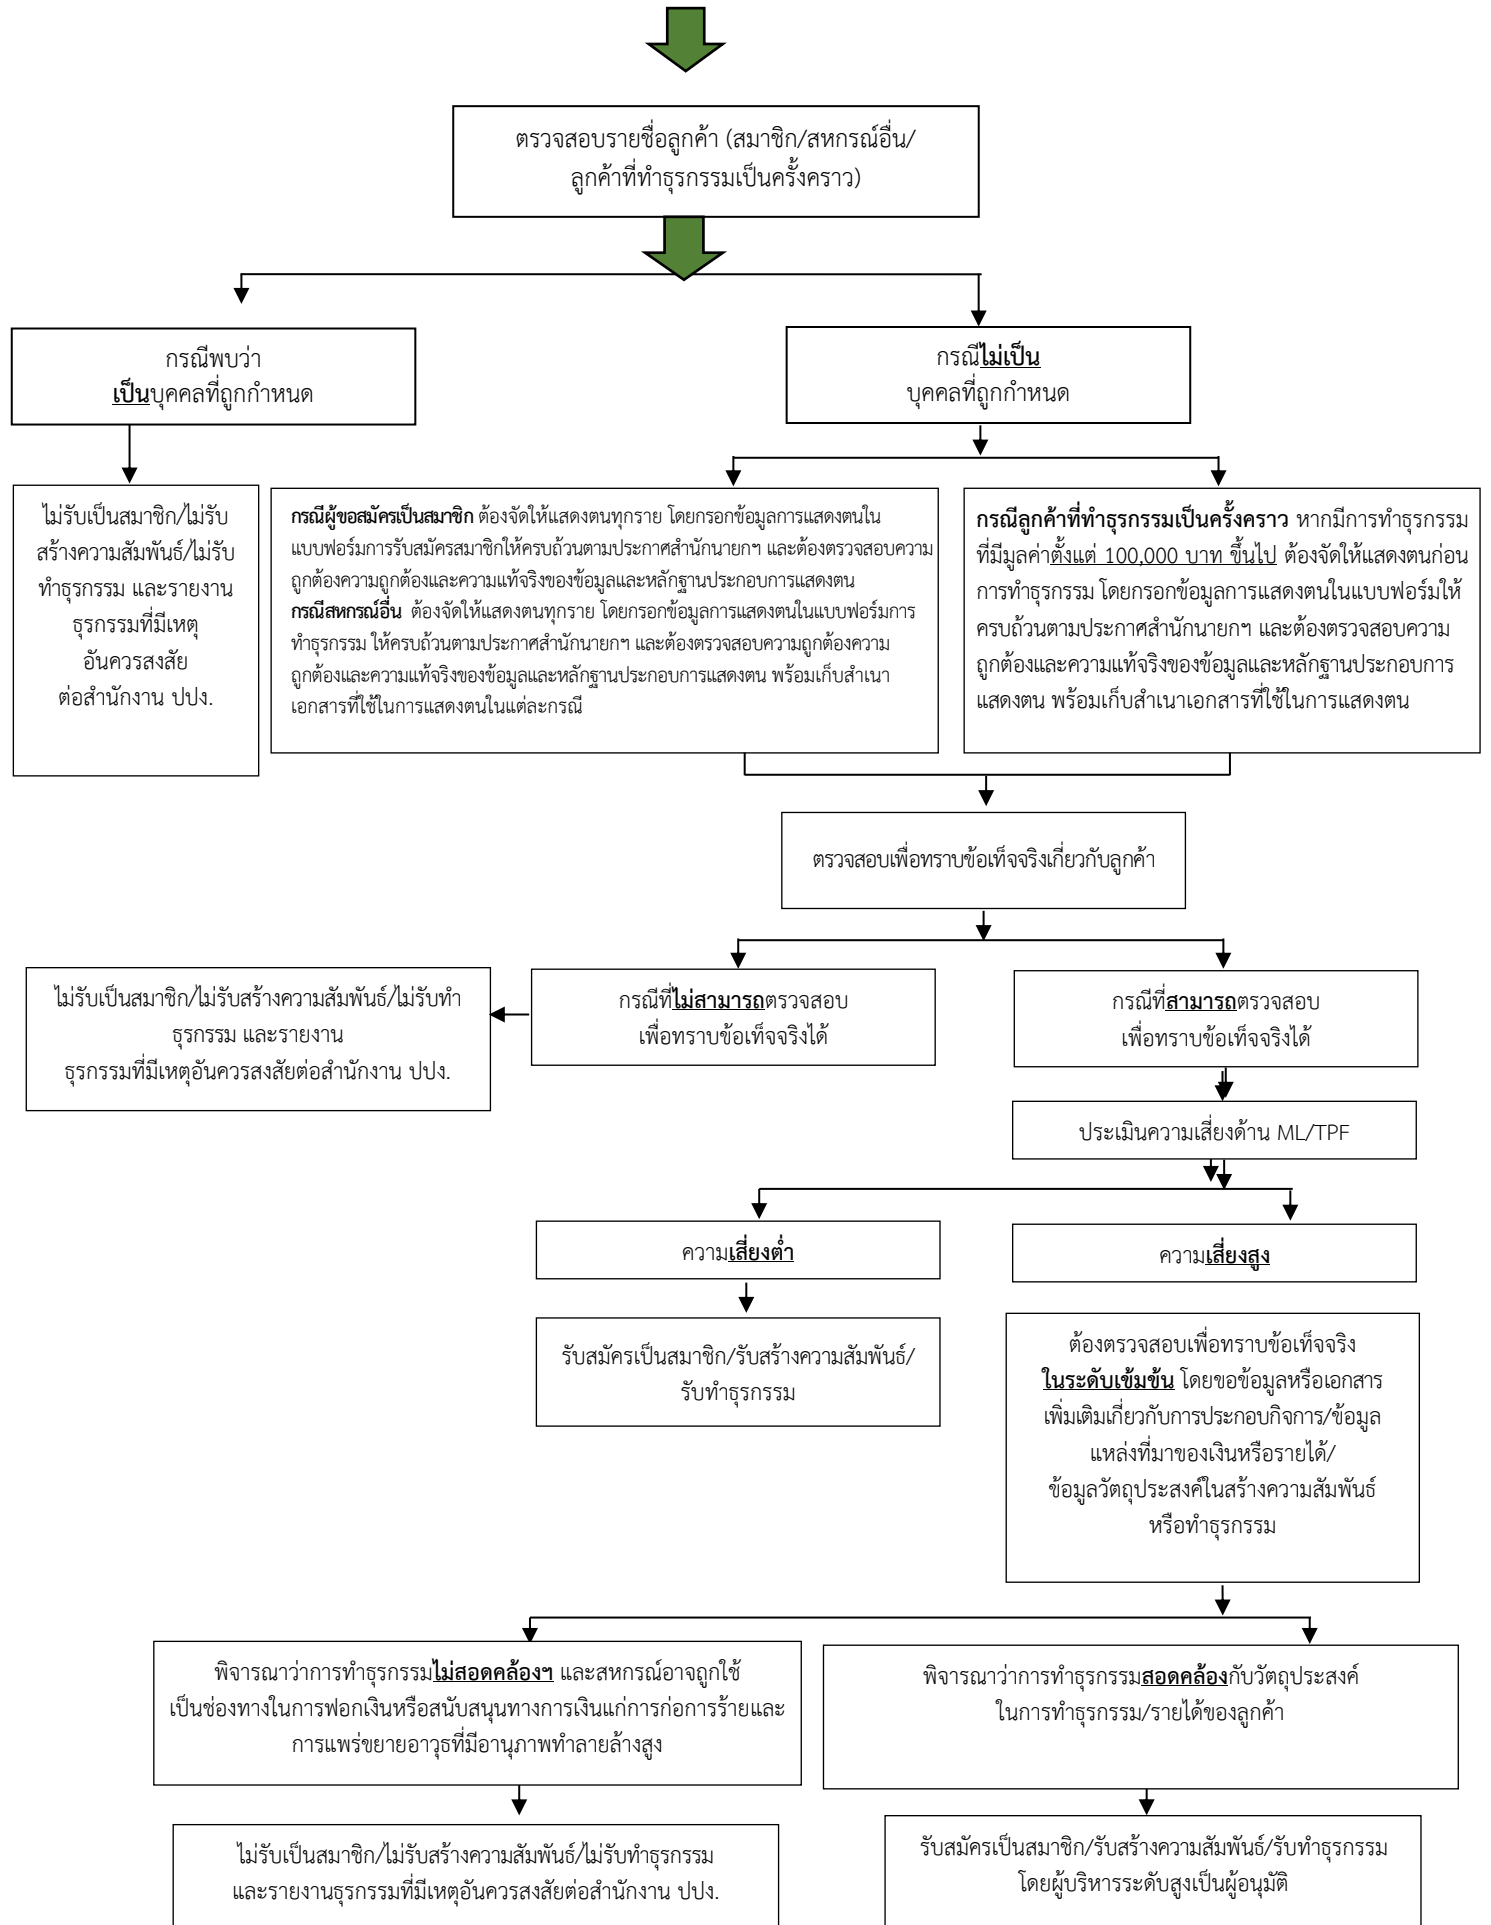 ตรวจสอบรายชื่อลูกค้า (สมาชิก/สหกรณ์อื่น/
ลูกค้าที่ทำธุรกรรมเป็นครั้งคราว)
กรณีพบว่า
เป็นบุคคลที่ถูกกำหนด
กรณีไม่เป็น
บุคคลที่ถูกกำหนด
ไม่รับเป็นสมาชิก/ไม่รับ
สร้างความสัมพันธ์/ไม่รับ
ทำธุรกรรม และรายงาน
ธุรกรรมที่มีเหตุ
อันควรสงสัย
ต่อสำนักงาน ปปง.
กรณีผู้ขอสมัครเป็นสมาชิก ต้องจัดให้แสดงตนทุกราย โดยกรอกข้อมูลการแสดงตนใน
แบบฟอร์มการรับสมัครสมาชิกให้ครบถ้วนตามประกาศสำนักนายกฯ และต้องตรวจสอบความ
ถูกต้องความถูกต้องและความแท้จริงของข้อมูลและหลักฐานประกอบการแสดงตน
กรณีสหกรณ์อื่น ต้องจัดให้แสดงตนทุกราย โดยกรอกข้อมูลการแสดงตนในแบบฟอร์มการ
ทำธุรกรรม ให้ครบถ้วนตามประกาศสำนักนายกฯ และต้องตรวจสอบความถูกต้องความ
ถูกต้องและความแท้จริงของข้อมูลและหลักฐานประกอบการแสดงตน พร้อมเก็บสำเนา
เอกสารที่ใช้ในการแสดงตนในแต่ละกรณี
กรณีลูกค้าที่ทำธุรกรรมเป็นครั้งคราว หากมีการทำธุรกรรม
ที่มีมูลค่าตั้งแต่ 100,000 บาท ขึ้นไป ต้องจัดให้แสดงตนก่อน
การทำธุรกรรม โดยกรอกข้อมูลการแสดงตนในแบบฟอร์มให้
ครบถ้วนตามประกาศสำนักนายกฯ และต้องตรวจสอบความ
ถูกต้องและความแท้จริงของข้อมูลและหลักฐานประกอบการ
แสดงตน พร้อมเก็บสำเนาเอกสารที่ใช้ในการแสดงตน
ตรวจสอบเพื่อทราบข้อเท็จจริงเกี่ยวกับลูกค้า
ไม่รับเป็นสมาชิก/ไม่รับสร้างความสัมพันธ์/ไม่รับทำ
ธุรกรรม และรายงาน
ธุรกรรมที่มีเหตุอันควรสงสัยต่อสำนักงาน ปปง.
กรณีที่ไม่สามารถตรวจสอบ
เพื่อทราบข้อเท็จจริงได้
กรณีที่สามารถตรวจสอบ
เพื่อทราบข้อเท็จจริงได้
ประเมินความเสี่ยงด้าน ML/TPF
ความเสี่ยงต่ำ
ความเสี่ยงสูง
รับสมัครเป็นสมาชิก/รับสร้างความสัมพันธ์/
รับทำธุรกรรม
ต้องตรวจสอบเพื่อทราบข้อเท็จจริง
ในระดับเข้มข้น โดยขอข้อมูลหรือเอกสาร
เพิ่มเติมเกี่ยวกับการประกอบกิจการ/ข้อมูล
แหล่งที่มาของเงินหรือรายได้/
ข้อมูลวัตถุประสงค์ในสร้างความสัมพันธ์
หรือทำธุรกรรม
พิจารณาว่าการทำธุรกรรมไม่สอดคล้องฯ และสหกรณ์อาจถูกใช้
เป็นช่องทางในการฟอกเงินหรือสนับสนุนทางการเงินแก่การก่อการร้ายและ
การแพร่ขยายอาวุธที่มีอานุภาพทำลายล้างสูง
พิจารณาว่าการทำธุรกรรมสอดคล้องกับวัตถุประสงค์
ในการทำธุรกรรม/รายได้ของลูกค้า
ไม่รับเป็นสมาชิก/ไม่รับสร้างความสัมพันธ์/ไม่รับทำธุรกรรม
และรายงานธุรกรรมที่มีเหตุอันควรสงสัยต่อสำนักงาน ปปง.
รับสมัครเป็นสมาชิก/รับสร้างความสัมพันธ์/รับทำธุรกรรม
โดยผู้บริหารระดับสูงเป็นผู้อนุมัติ